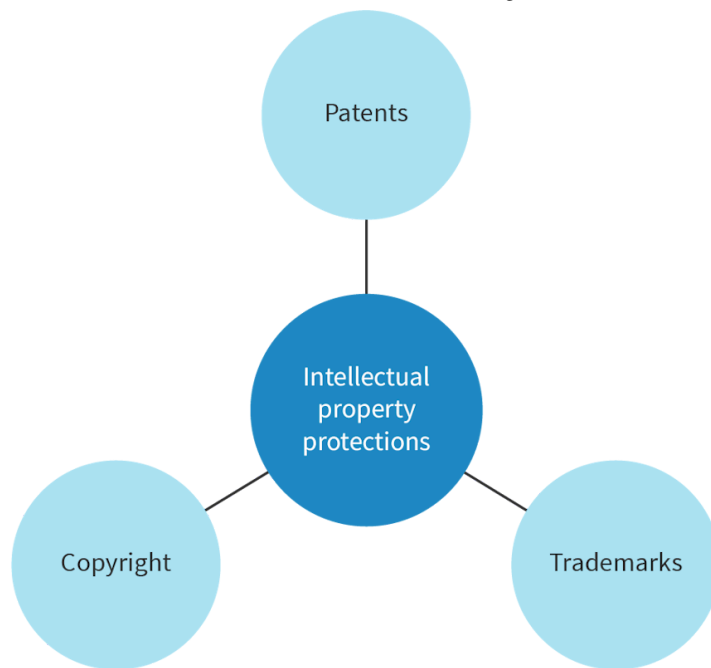 Patents
Intellectual
property
protections
Copyright
Trademarks